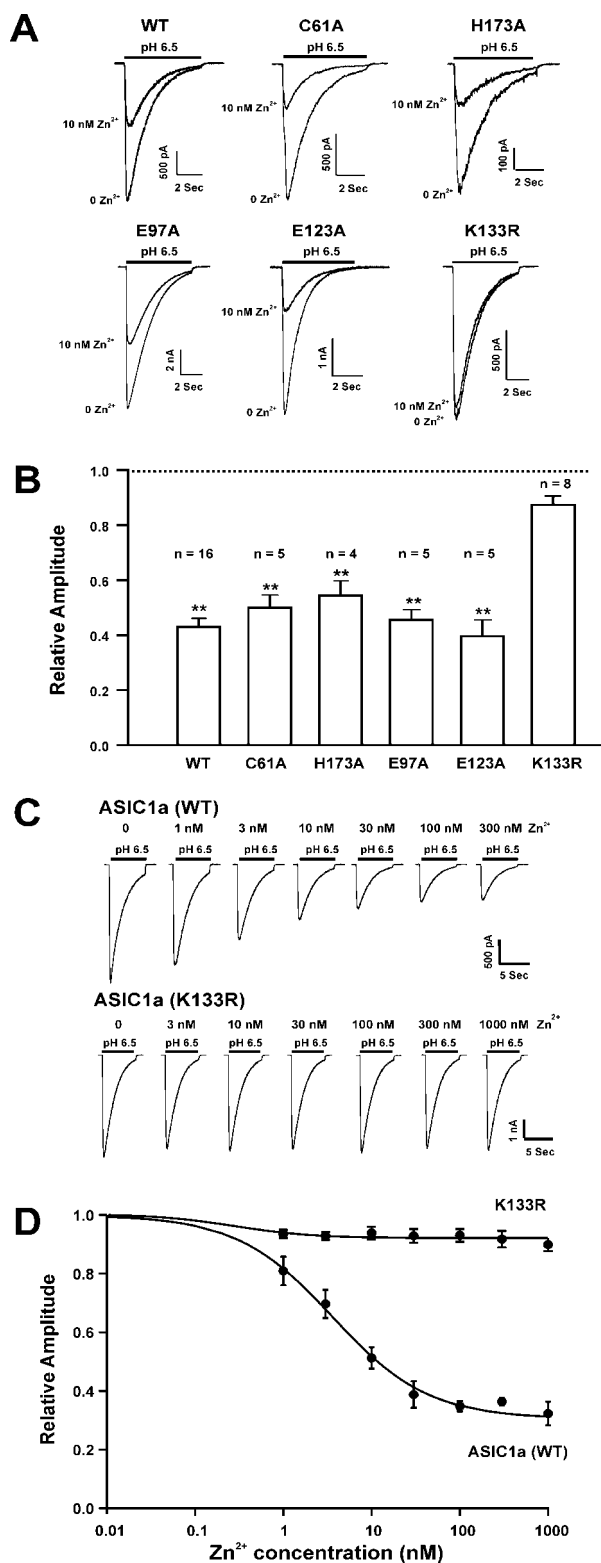 A
WT C61A H173A
pH 6.5 pH 6.5 pH 6.5
10 nM Zn²⁺ 10 nM Zn²⁺ 10 nM Zn²⁺
500 pA 500 pA 100 pA
2 Sec 2 Sec 2 Sec
0 Zn²⁺ 0 Zn²⁺ 0 Zn²⁺
E97A E123A K133R
pH 6.5 pH 6.5 pH 6.5
10 nM Zn²⁺ 10 nM Zn²⁺
2 nA 1 nA 500 pA
2 Sec 2 Sec 2 Sec
10 nM Zn²⁺
0 Zn²⁺ 0 Zn²⁺ 0 Zn²⁺
B
Relative Amplitude
1.0
n = 8
0.8
n = 16 n = 5 n = 4 n = 5 n = 5
0.6
** ** ** ** **
0.4
0.2
0.0
WT C61A H173A E97A E123A K133R
C
ASIC1a (WT)
0 1 nM 3 nM 10 nM 30 nM 100 nM 300 nM Zn²⁺
pH 6.5 pH 6.5 pH 6.5 pH 6.5 pH 6.5 pH 6.5 pH 6.5
500 pA
5 Sec
ASIC1a (K133R)
0 3 nM 10 nM 30 nM 100 nM 300 nM 1000 nM Zn²⁺
pH 6.5 pH 6.5 pH 6.5 pH 6.5 pH 6.5 pH 6.5 pH 6.5
1 nA
5 Sec
D
K133R
Relative Amplitude
1.0
0.8
0.6
0.4
0.2
0.0
ASIC1a (WT)
0.01 0.1 1 10 100 1000
Zn²⁺ concentration (nM)